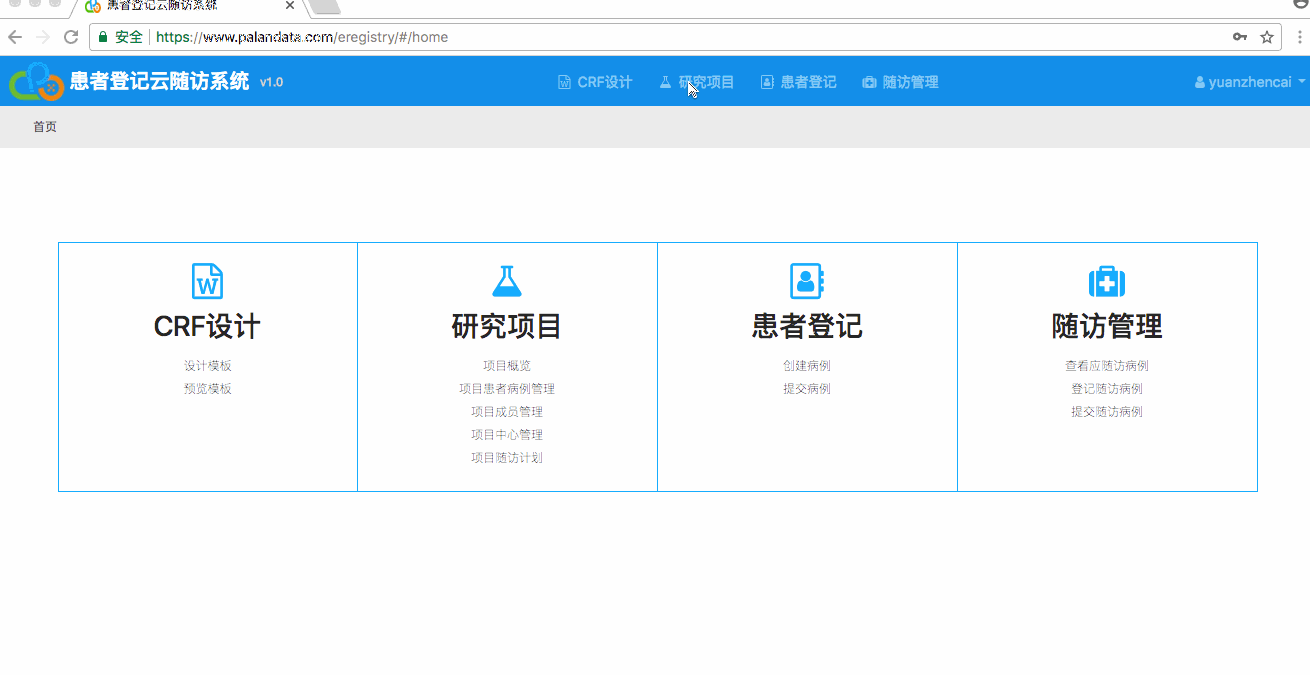 患者登记云随访系统
安全 https://www.palandata.com/eregistry/#/home
患者登记云随访系统 v1.0 CRF设计 研究项目 患者登记 随访管理 yuanzhencai
首页
CRF设计
设计模板
预览模板
研究项目
项目概览
项目患者病例管理
项目成员管理
项目中心管理
项目随访计划
患者登记
创建病例
提交病例
随访管理
查看应随访病例
登记随访病例
提交随访病例